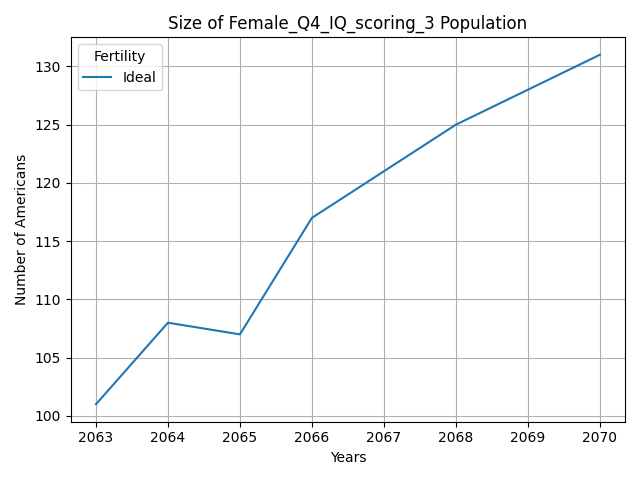 Size of Female_Q4_IQ_scoring_3 Population
Fertility
Ideal
Number of Americans
130
125
120
115
110
105
100
2063 2064 2065 2066 2067 2068 2069 2070
Years